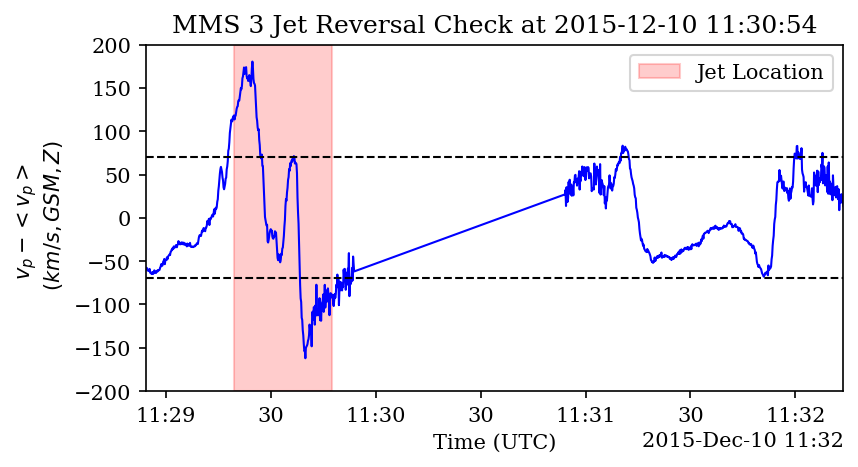 MMS 3 Jet Reversal Check at 2015-12-10 11:30:54
Jet Location
200
150
100
50
0
−50
−100
−150
−200
v_p − < v_p >
(km/s, GSM, Z)
11:29
30
11:30
30
11:31
30
11:32
Time (UTC)
2015-Dec-10 11:32